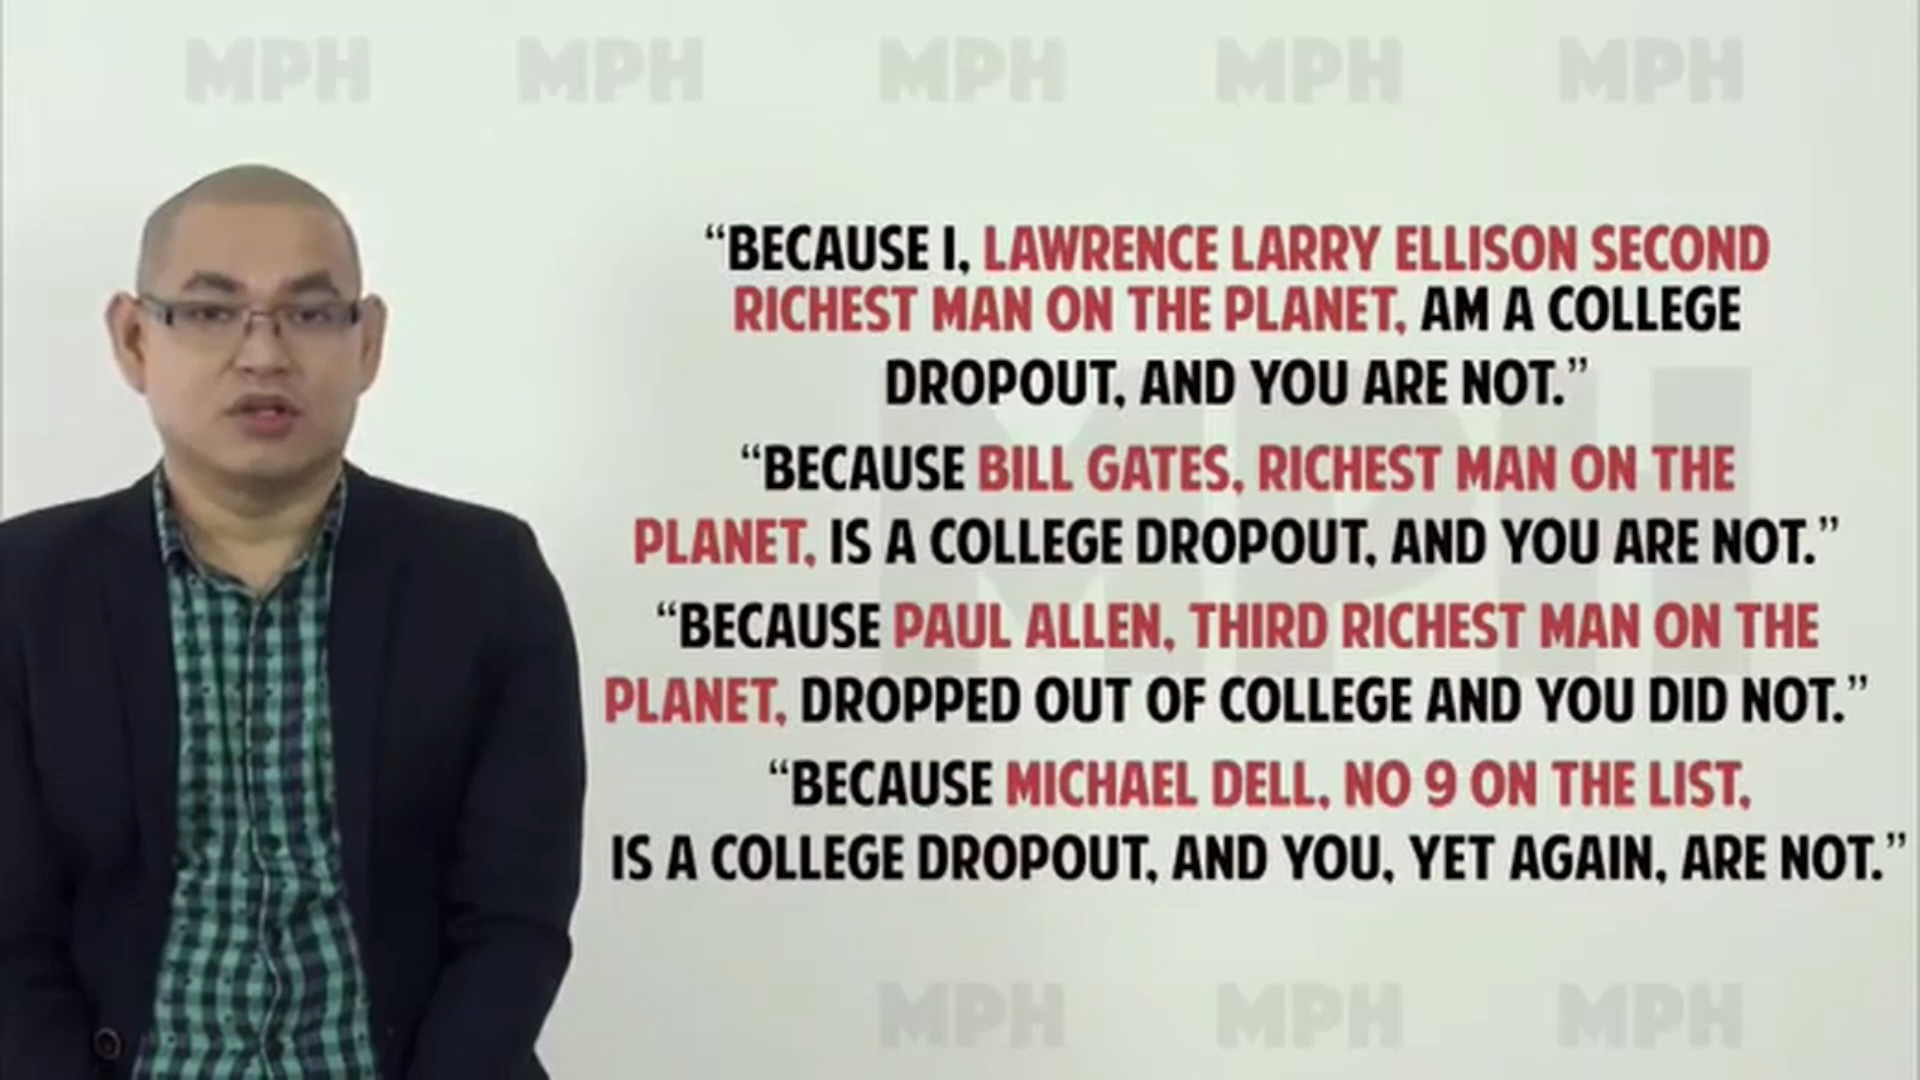 MPH MPH MPH MPH MPH
“BECAUSE I, LAWRENCE LARRY ELLISON SECOND
RICHEST MAN ON THE PLANET, AM A COLLEGE
DROPOUT, AND YOU ARE NOT.”
“BECAUSE BILL GATES, RICHEST MAN ON THE
PLANET, IS A COLLEGE DROPOUT, AND YOU ARE NOT.”
“BECAUSE PAUL ALLEN, THIRD RICHEST MAN ON THE
PLANET, DROPPED OUT OF COLLEGE AND YOU DID NOT.”
“BECAUSE MICHAEL DELL, NO 9 ON THE LIST,
IS A COLLEGE DROPOUT, AND YOU, YET AGAIN, ARE NOT.”
MPH
MPH MPH MPH